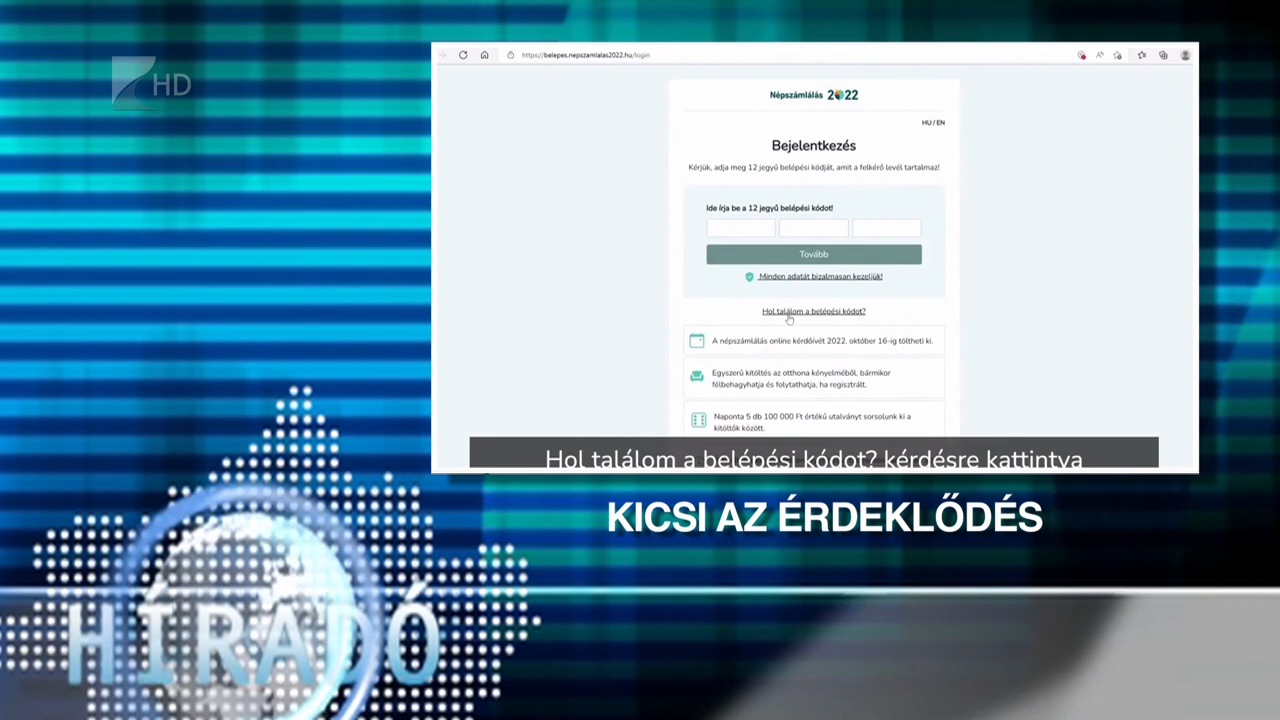 HD
https://belepes.nepszamlalas2022.hu/login
Népszámlálás 2022
HU / EN
Bejelentkezés
Kérjük, adja meg 12 jegyű belépési kódját, amit a felkérő levél tartalmaz!
Ide írja be a 12 jegyű belépési kódot!
Tovább
Minden adatát bizalmasan kezeljük!
Hol találom a belépési kódot?
A népszámlálás online kérdőívét 2022. október 16-ig töltheti ki.
Egyszerű kitöltés az otthona kényelméből, bármikor
félbehagyhatja és folytathatja, ha regisztrált.
Naponta 5 db 100 000 Ft értékű utalványt sorsolunk ki a
kitöltők között.
Hol találom a belépési kódot? kérdésre kattintva
KICSI AZ ÉRDEKLŐDÉS
HÍRADÓ